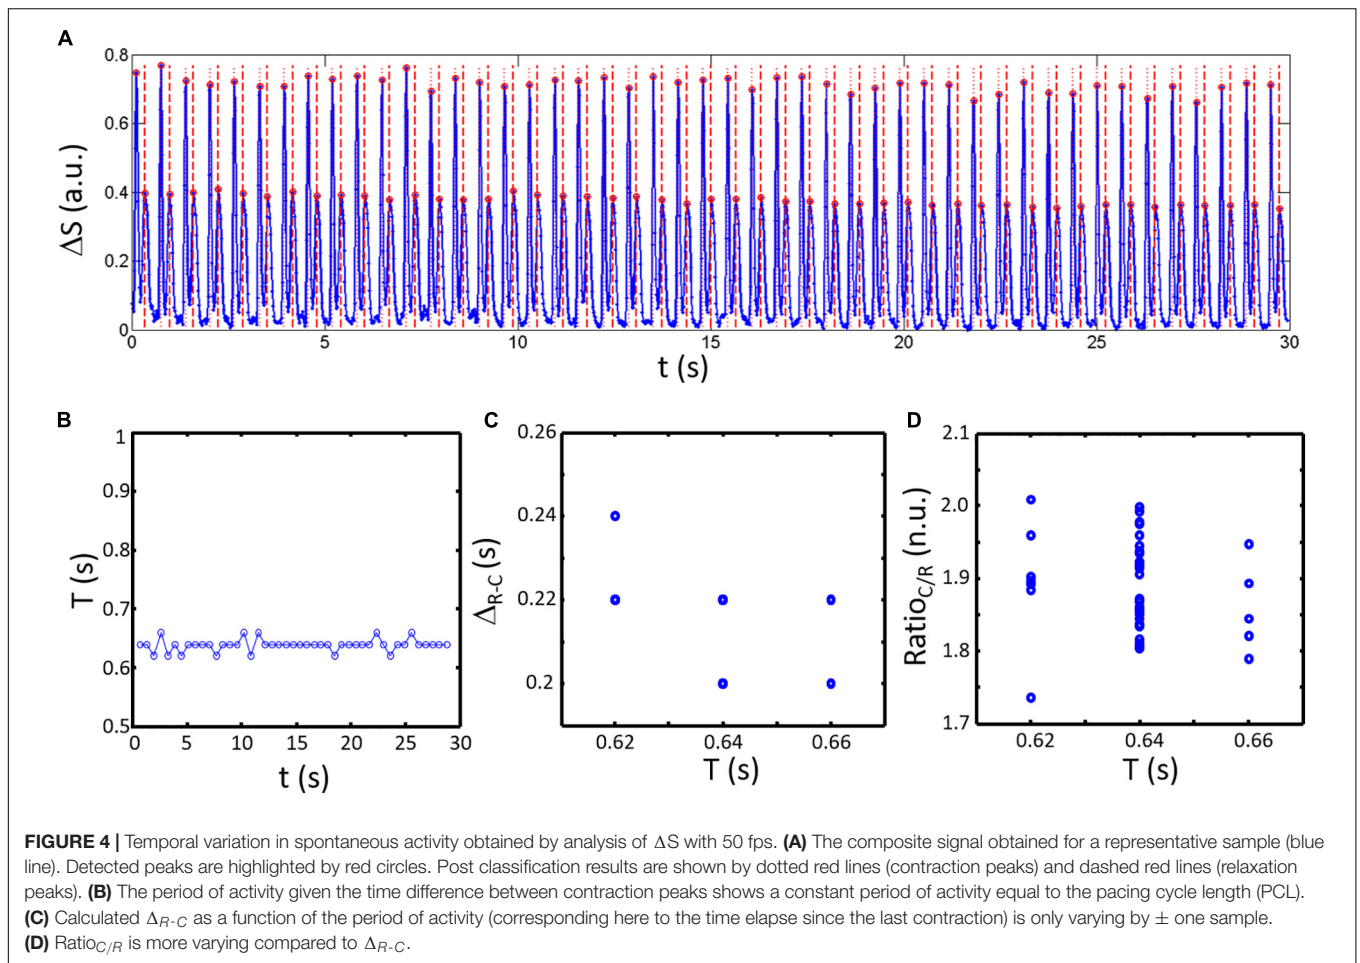 A
0.8
0.6
0.4
0.2
0
ΔS (a.u.)
0 5 10 15 20 25 30
t (s)
B
1
0.9
0.8
0.7
0.6
0.5
T (s)
0 5 10 15 20 25 30
t (s)
C
0.26
0.24
0.22
0.2
ΔR-C (s)
0.62 0.64 0.66
T (s)
D
2.1
2.0
1.9
1.8
1.7
RatioC/R (n.u.)
0.62 0.64 0.66
T (s)
FIGURE 4 | Temporal variation in spontaneous activity obtained by analysis of ΔS with 50 fps. (A) The composite signal obtained for a representative sample (blue
line). Detected peaks are highlighted by red circles. Post classification results are shown by dotted red lines (contraction peaks) and dashed red lines (relaxation
peaks). (B) The period of activity given the time difference between contraction peaks shows a constant period of activity equal to the pacing cycle length (PCL).
(C) Calculated ΔR-C as a function of the period of activity (corresponding here to the time elapse since the last contraction) is only varying by ± one sample.
(D) RatioC/R is more varying compared to ΔR-C.